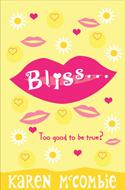 Bliss...
Too good to be true?
KAREN McCOMBIE